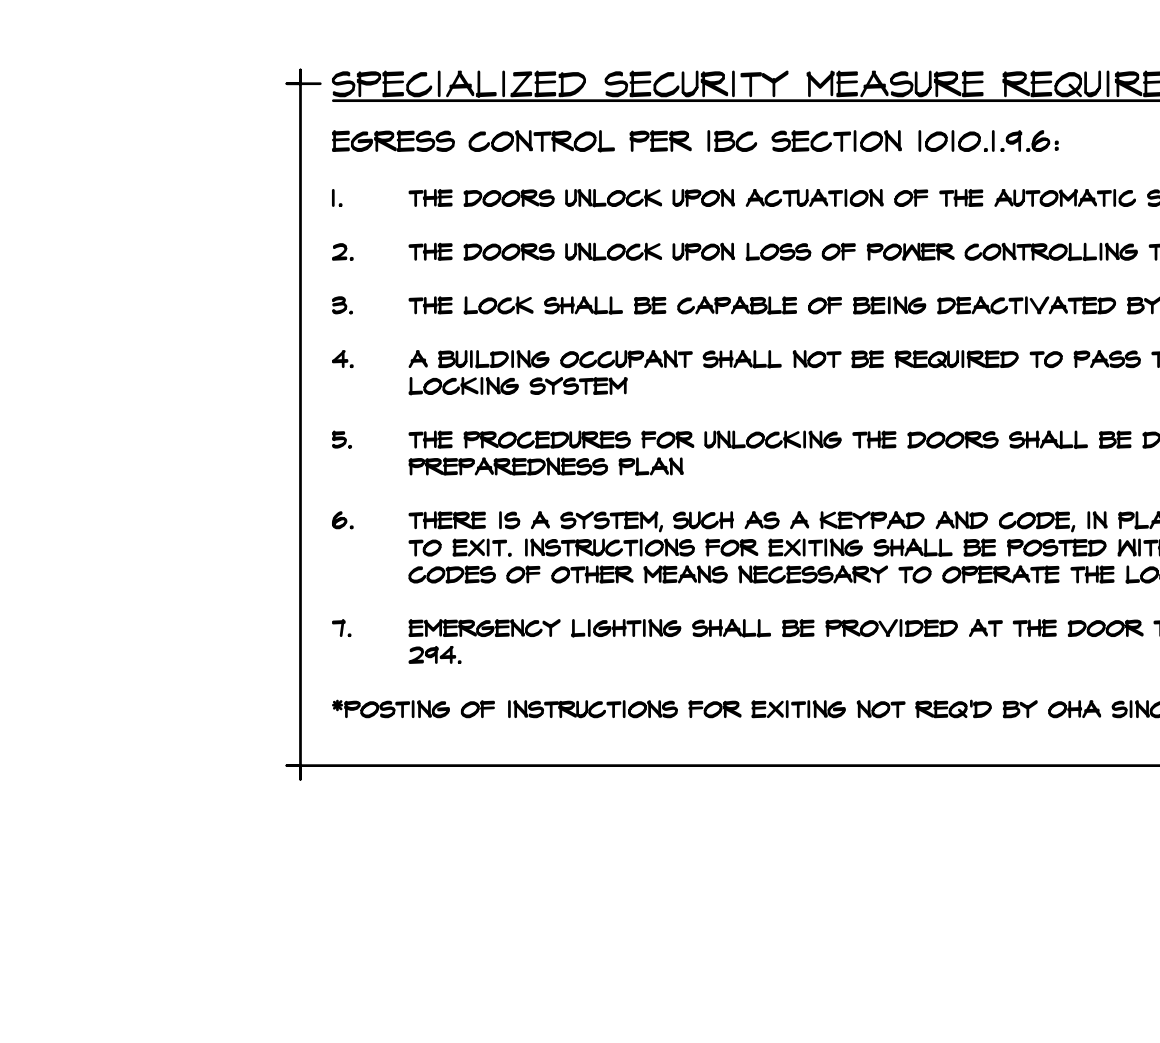 SPECIALIZED SECURITY MEASURE REQUIRE
EGRESS CONTROL PER IBC SECTION 1010.1.9.6:
1. THE DOORS UNLOCK UPON ACTUATION OF THE AUTOMATIC S
2. THE DOORS UNLOCK UPON LOSS OF POWER CONTROLLING T
3. THE LOCK SHALL BE CAPABLE OF BEING DEACTIVATED BY
4. A BUILDING OCCUPANT SHALL NOT BE REQUIRED TO PASS T
LOCKING SYSTEM
5. THE PROCEDURES FOR UNLOCKING THE DOORS SHALL BE D
PREPAREDNESS PLAN
6. THERE IS A SYSTEM, SUCH AS A KEYPAD AND CODE, IN PLA
TO EXIT. INSTRUCTIONS FOR EXITING SHALL BE POSTED WITH
CODES OF OTHER MEANS NECESSARY TO OPERATE THE LO
7. EMERGENCY LIGHTING SHALL BE PROVIDED AT THE DOOR T
294.
*POSTING OF INSTRUCTIONS FOR EXITING NOT REQ'D BY OHA SINC